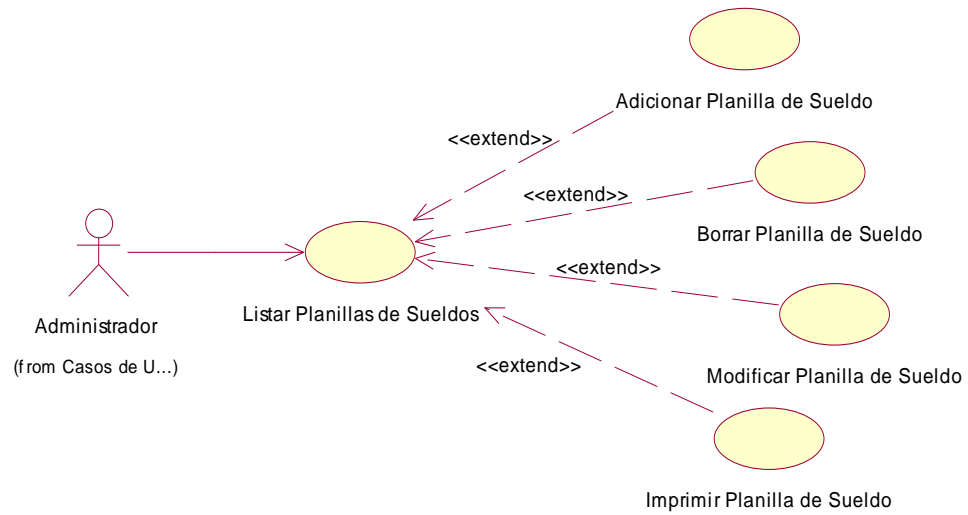 Adicionar Planilla de Sueldo
<<extend>>
<<extend>>
Borrar Planilla de Sueldo
<<extend>>
Listar Planillas de Sueldos
Administrador
(from Casos de U...)
<<extend>>
Modificar Planilla de Sueldo
Imprimir Planilla de Sueldo